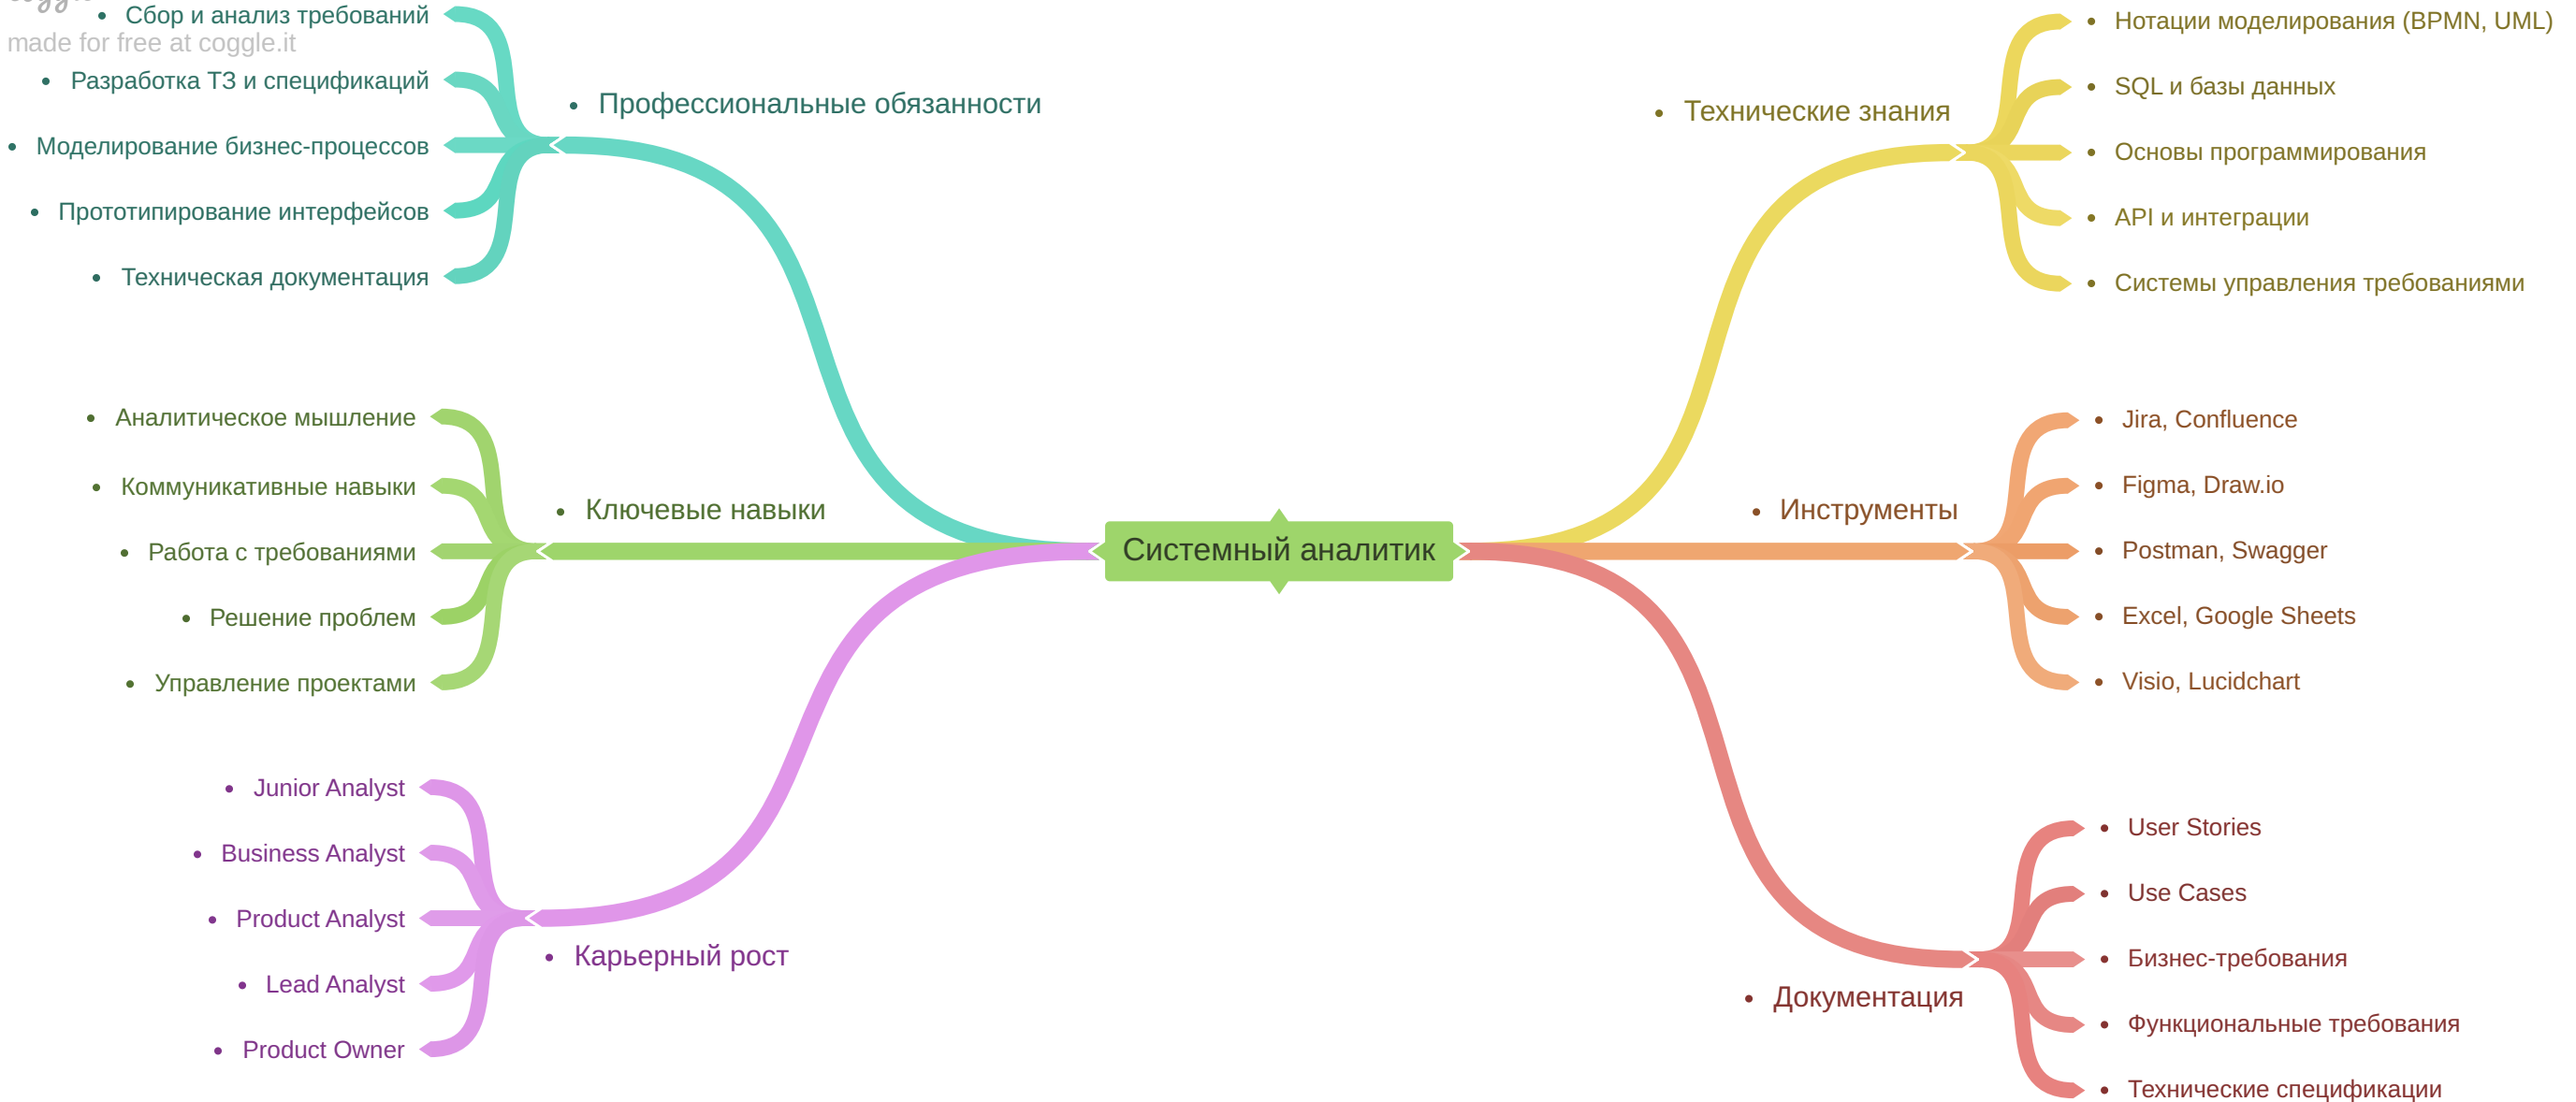 Сбор и анализ требований
made for free at coggle.it
Разработка ТЗ и спецификаций
Моделирование бизнес-процессов
Прототипирование интерфейсов
Техническая документация
Профессиональные обязанности
Аналитическое мышление
Коммуникативные навыки
Работа с требованиями
Решение проблем
Управление проектами
Ключевые навыки
Junior Analyst
Business Analyst
Product Analyst
Lead Analyst
Product Owner
Карьерный рост
Системный аналитик
Технические знания
Нотации моделирования (BPMN, UML)
SQL и базы данных
Основы программирования
API и интеграции
Системы управления требованиями
Инструменты
Jira, Confluence
Figma, Draw.io
Postman, Swagger
Excel, Google Sheets
Visio, Lucidchart
Документация
User Stories
Use Cases
Бизнес-требования
Функциональные требования
Технические спецификации